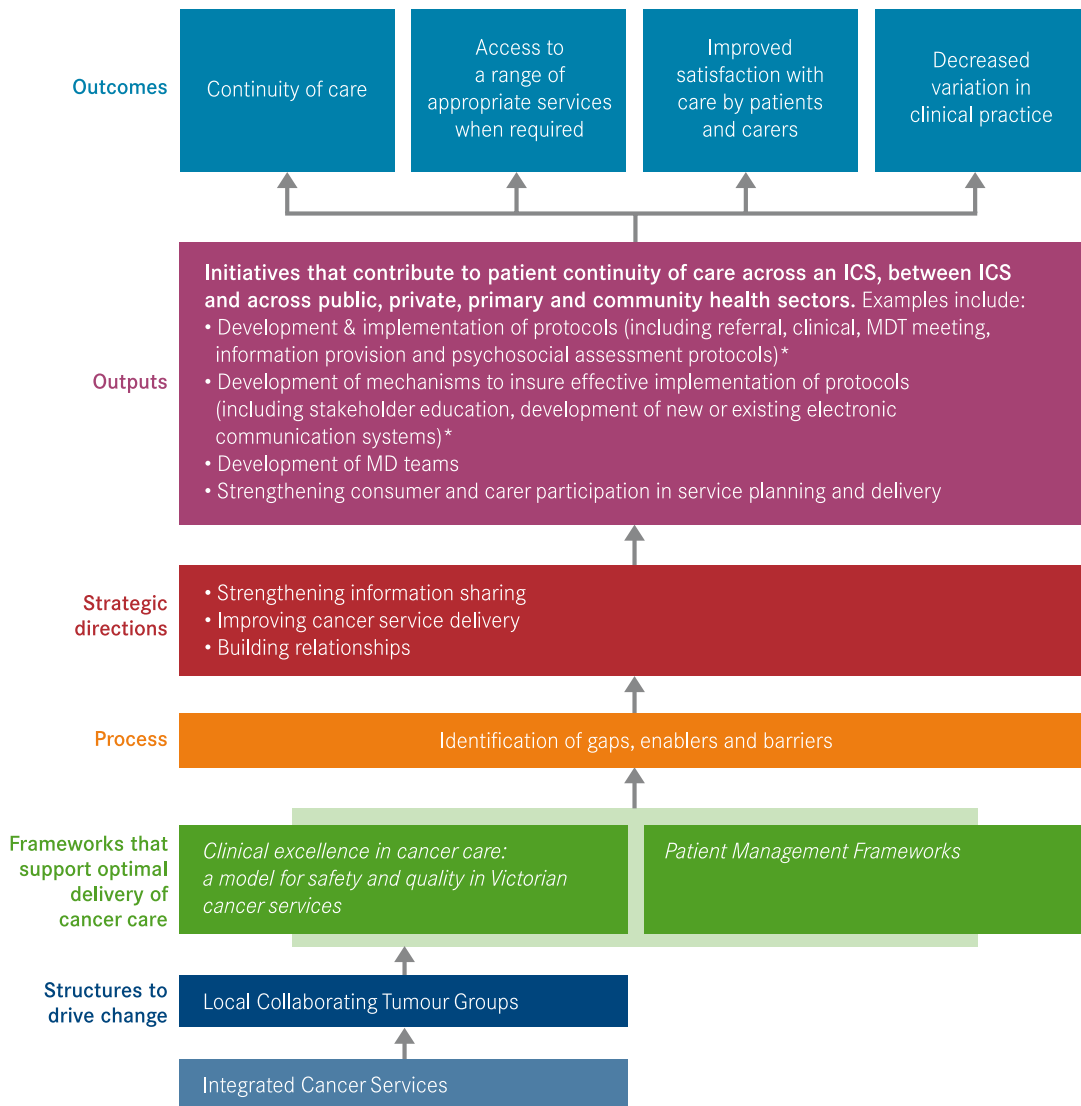 Outcomes
Continuity of care
Access to
a range of
appropriate services
when required
Improved
satisfaction with
care by patients
and carers
Decreased
variation in
clinical practice
Outputs
Initiatives that contribute to patient continuity of care across an ICS, between ICS
and across public, private, primary and community health sectors. Examples include:
• Development & implementation of protocols (including referral, clinical, MDT meeting,
information provision and psychosocial assessment protocols)*
• Development of mechanisms to insure effective implementation of protocols
(including stakeholder education, development of new or existing electronic
communication systems)*
• Development of MD teams
• Strengthening consumer and carer participation in service planning and delivery
Strategic
directions
• Strengthening information sharing
• Improving cancer service delivery
• Building relationships
Process
Identification of gaps, enablers and barriers
Frameworks that
support optimal
delivery of
cancer care
Clinical excellence in cancer care:
a model for safety and quality in Victorian
cancer services
Patient Management Frameworks
Structures to
drive change
Local Collaborating Tumour Groups
Integrated Cancer Services